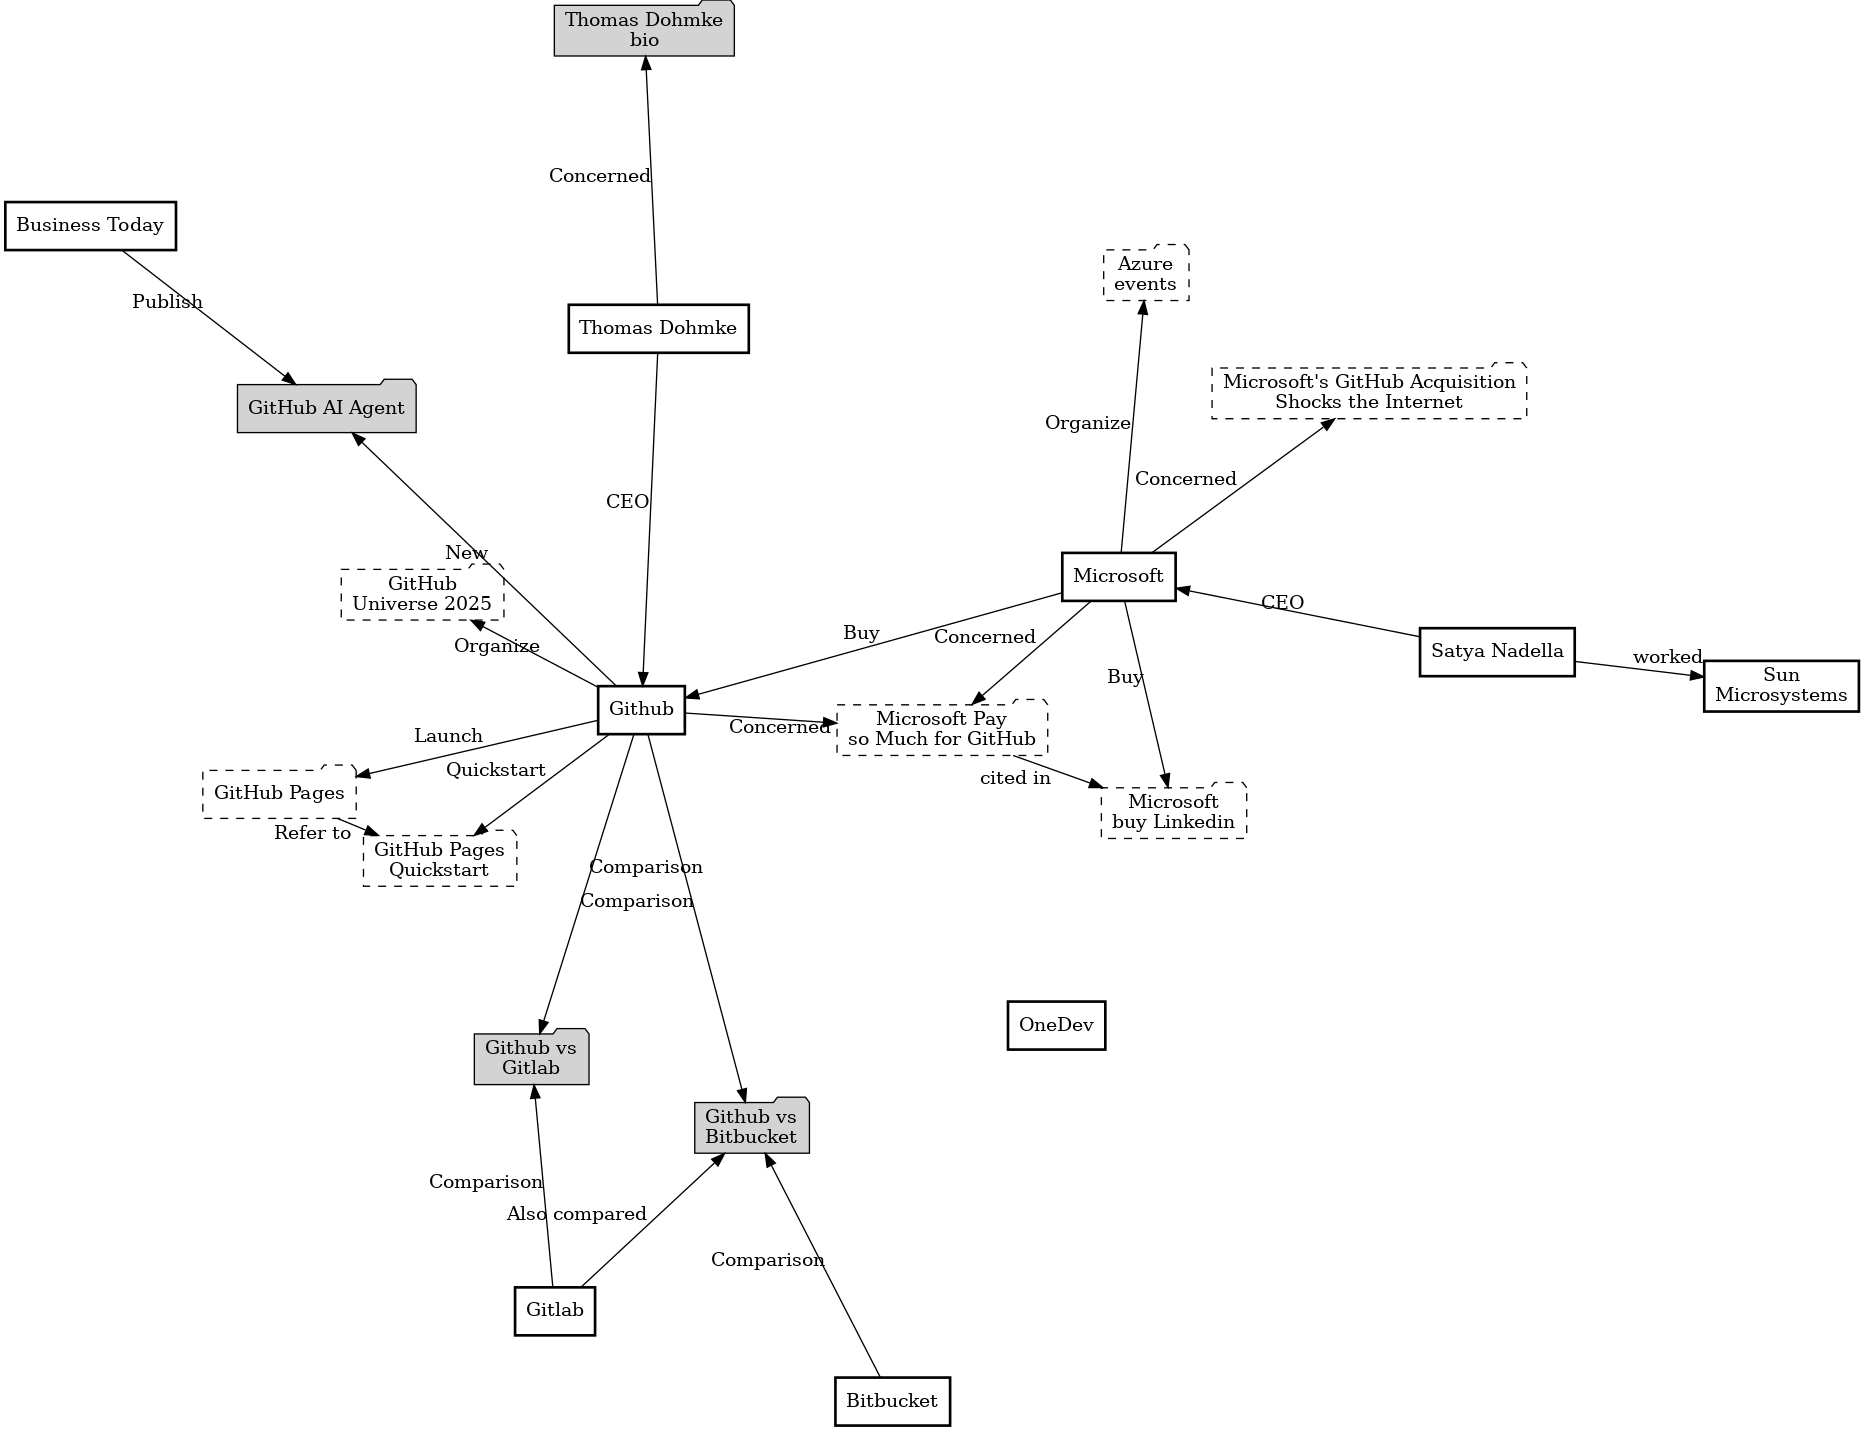 Thomas Dohmke
bio
Concerned
Business Today
Azure
events
Publish
Thomas Dohmke
Microsoft's GitHub Acquisition
Shocks the Internet
GitHub AI Agent
Organize
Concerned
CEO
New
Microsoft
GitHub
Universe 2025
CEO
Buy
Concerned
Organize
Satya Nadella
worked
Sun
Microsystems
Buy
Github
Microsoft Pay
so Much for GitHub
Concerned
Launch
Quickstart
cited in
GitHub Pages
Microsoft
buy Linkedin
Refer to
GitHub Pages
Quickstart
Comparison
Comparison
OneDev
Github vs
Gitlab
Github vs
Bitbucket
Comparison
Also compared
Comparison
Gitlab
Bitbucket